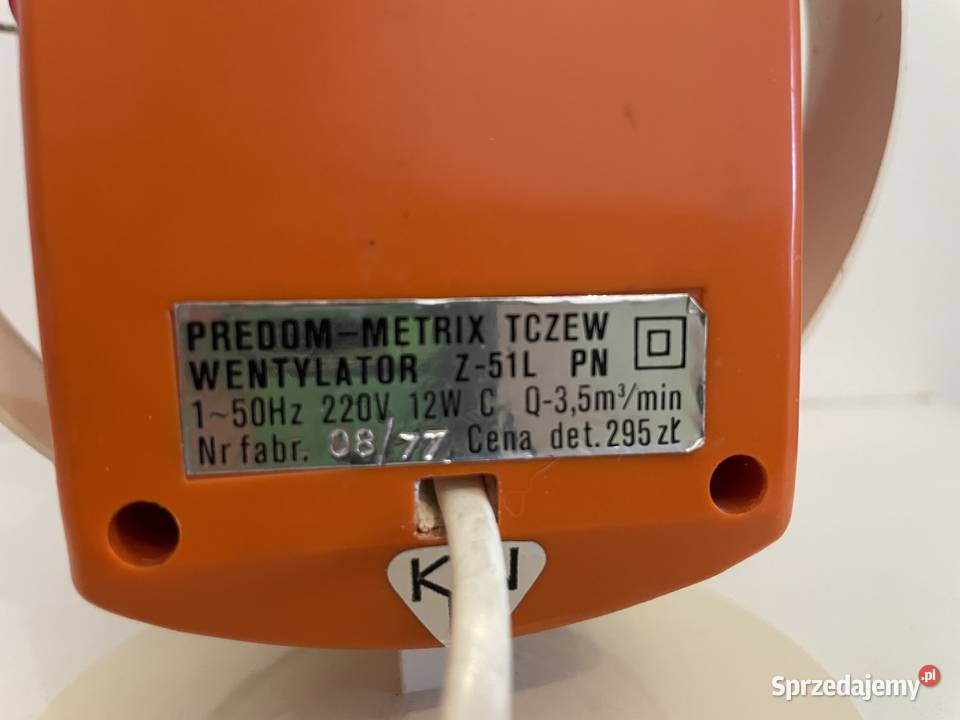 PREDOM–METRIX TCZEW
WENTYLATOR Z-51L PN
1~50Hz 220V 12W C Q-3,5m³/min
Nr fabr. 08/77 Cena det. 295 zł
Sprzedajemy.pl